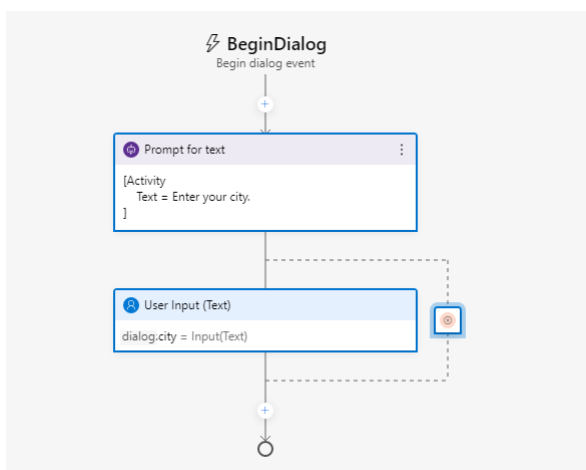 BeginDialog
Begin dialog event
Prompt for text
[Activity
Text = Enter your city.
]
User Input (Text)
dialog.city = Input(Text)